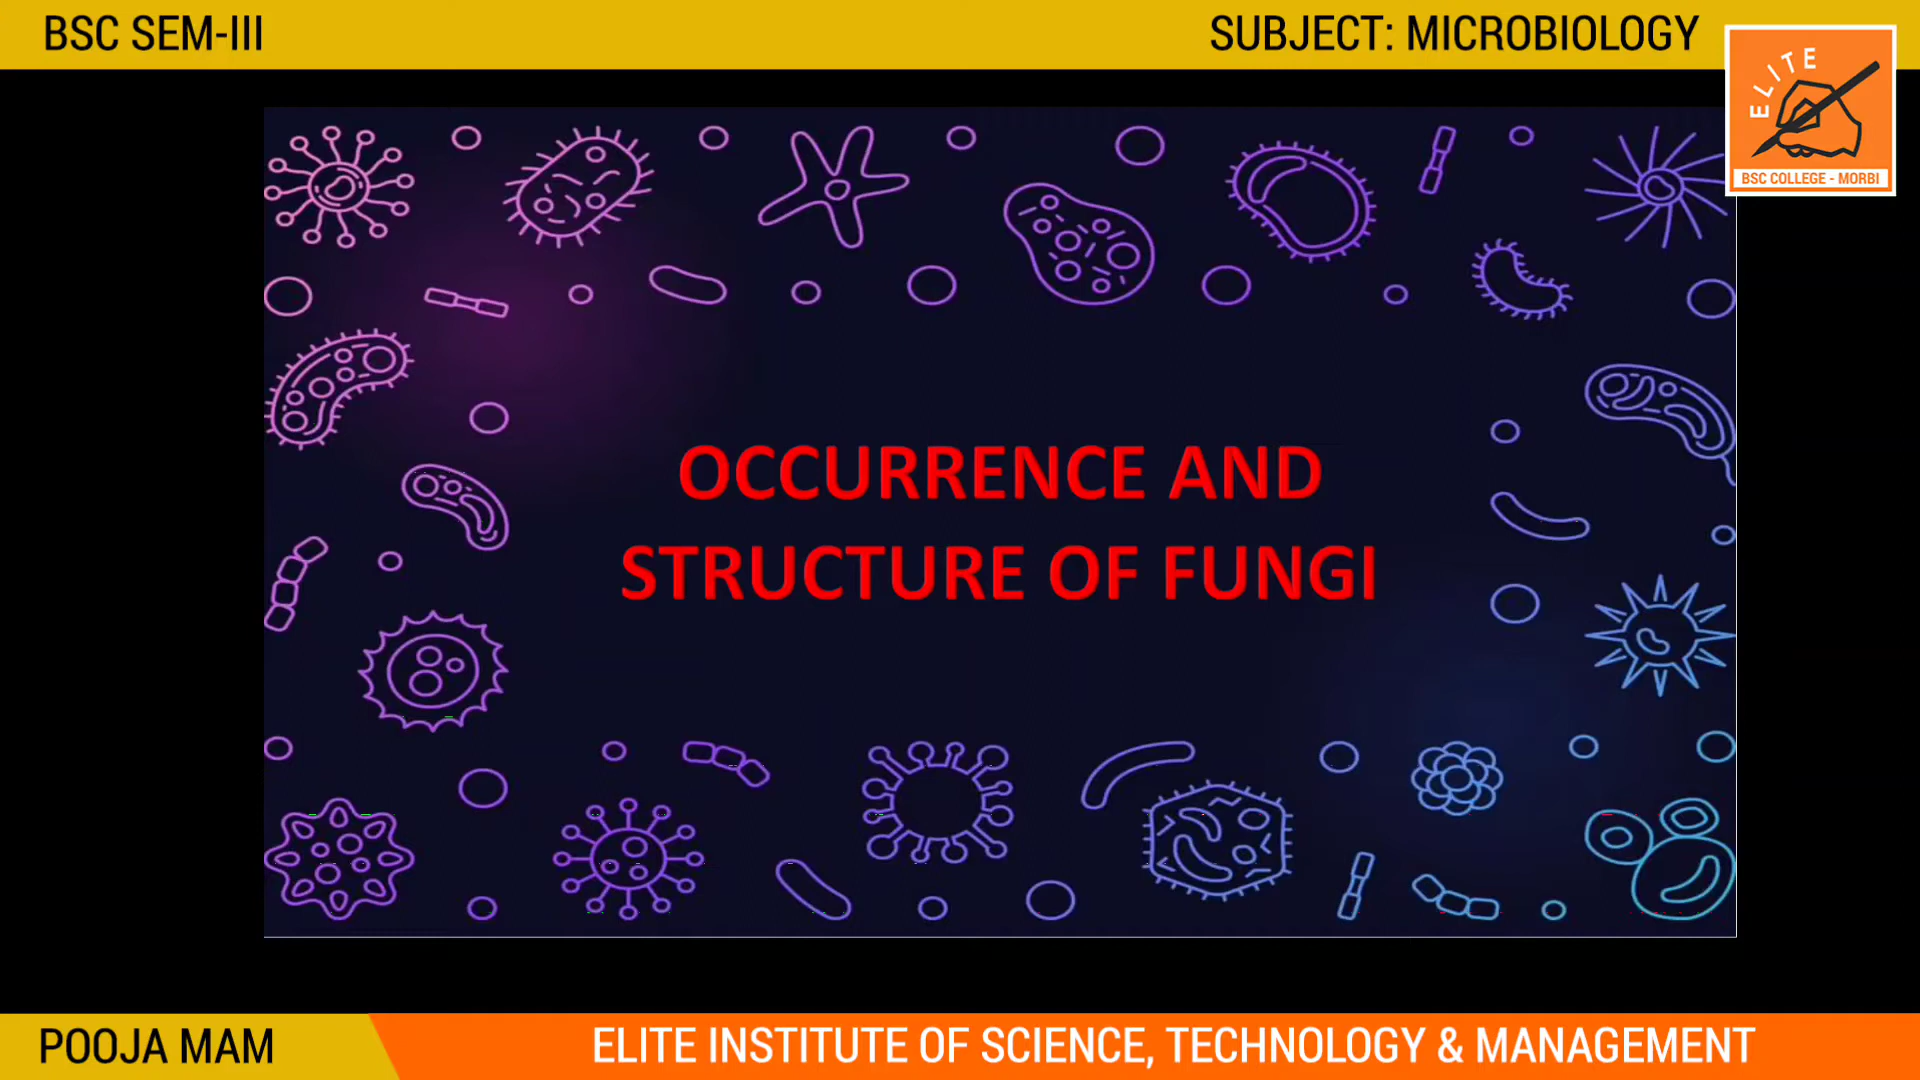 BSC SEM-III
SUBJECT: MICROBIOLOGY
ELITE
BSC COLLEGE - MORBI
OCCURRENCE AND
STRUCTURE OF FUNGI
POOJA MAM
ELITE INSTITUTE OF SCIENCE, TECHNOLOGY & MANAGEMENT